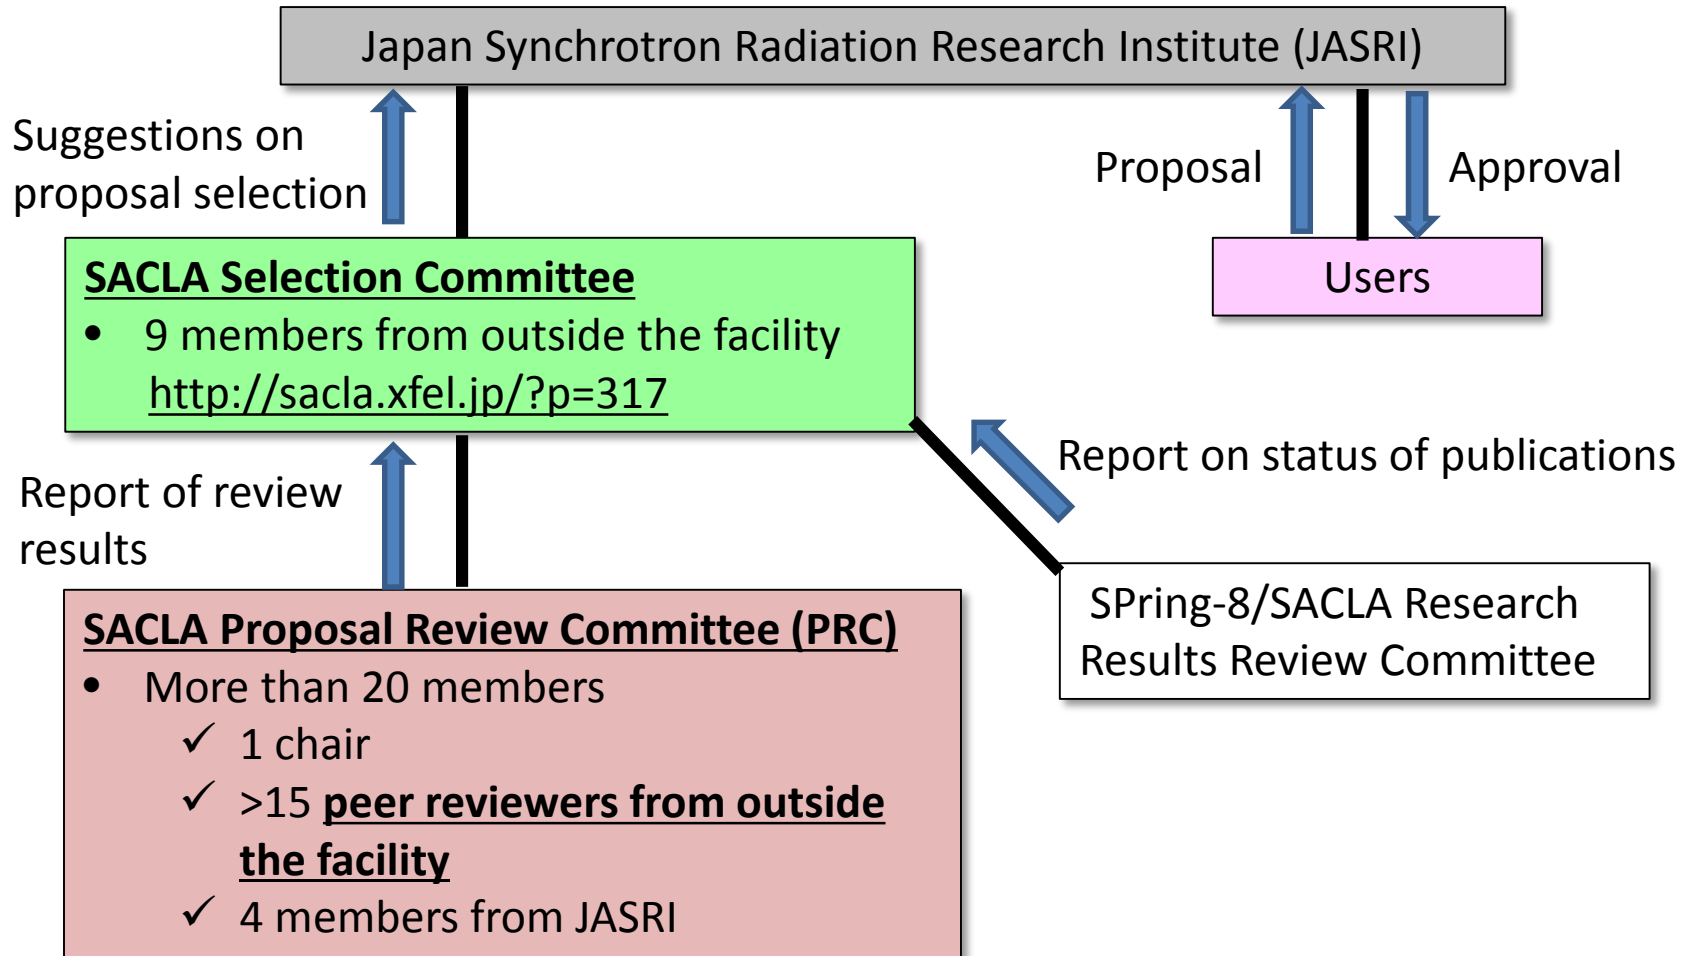 Japan Synchrotron Radiation Research Institute (JASRI)
Suggestions on
proposal selection
Proposal
Approval
SACLA Selection Committee
• 9 members from outside the facility
http://sacla.xfel.jp/?p=317
Users
Report on status of publications
Report of review
results
SPring-8/SACLA Research
Results Review Committee
SACLA Proposal Review Committee (PRC)
• More than 20 members
✓ 1 chair
✓ >15 peer reviewers from outside
the facility
✓ 4 members from JASRI